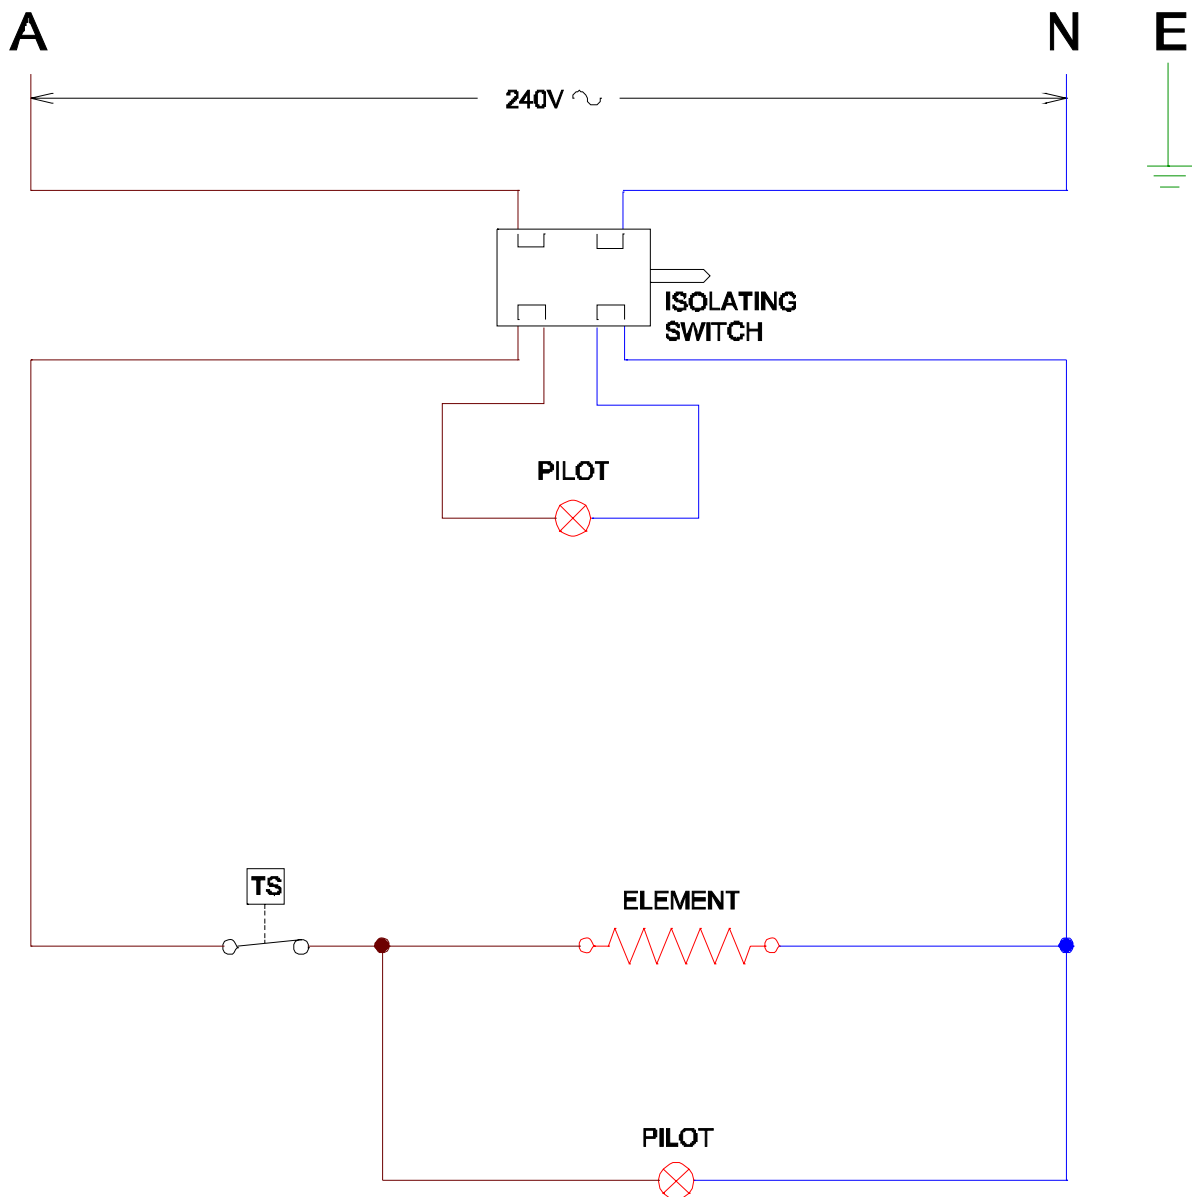 A N E
240V
ISOLATING
SWITCH
PILOT
TS
ELEMENT
PILOT